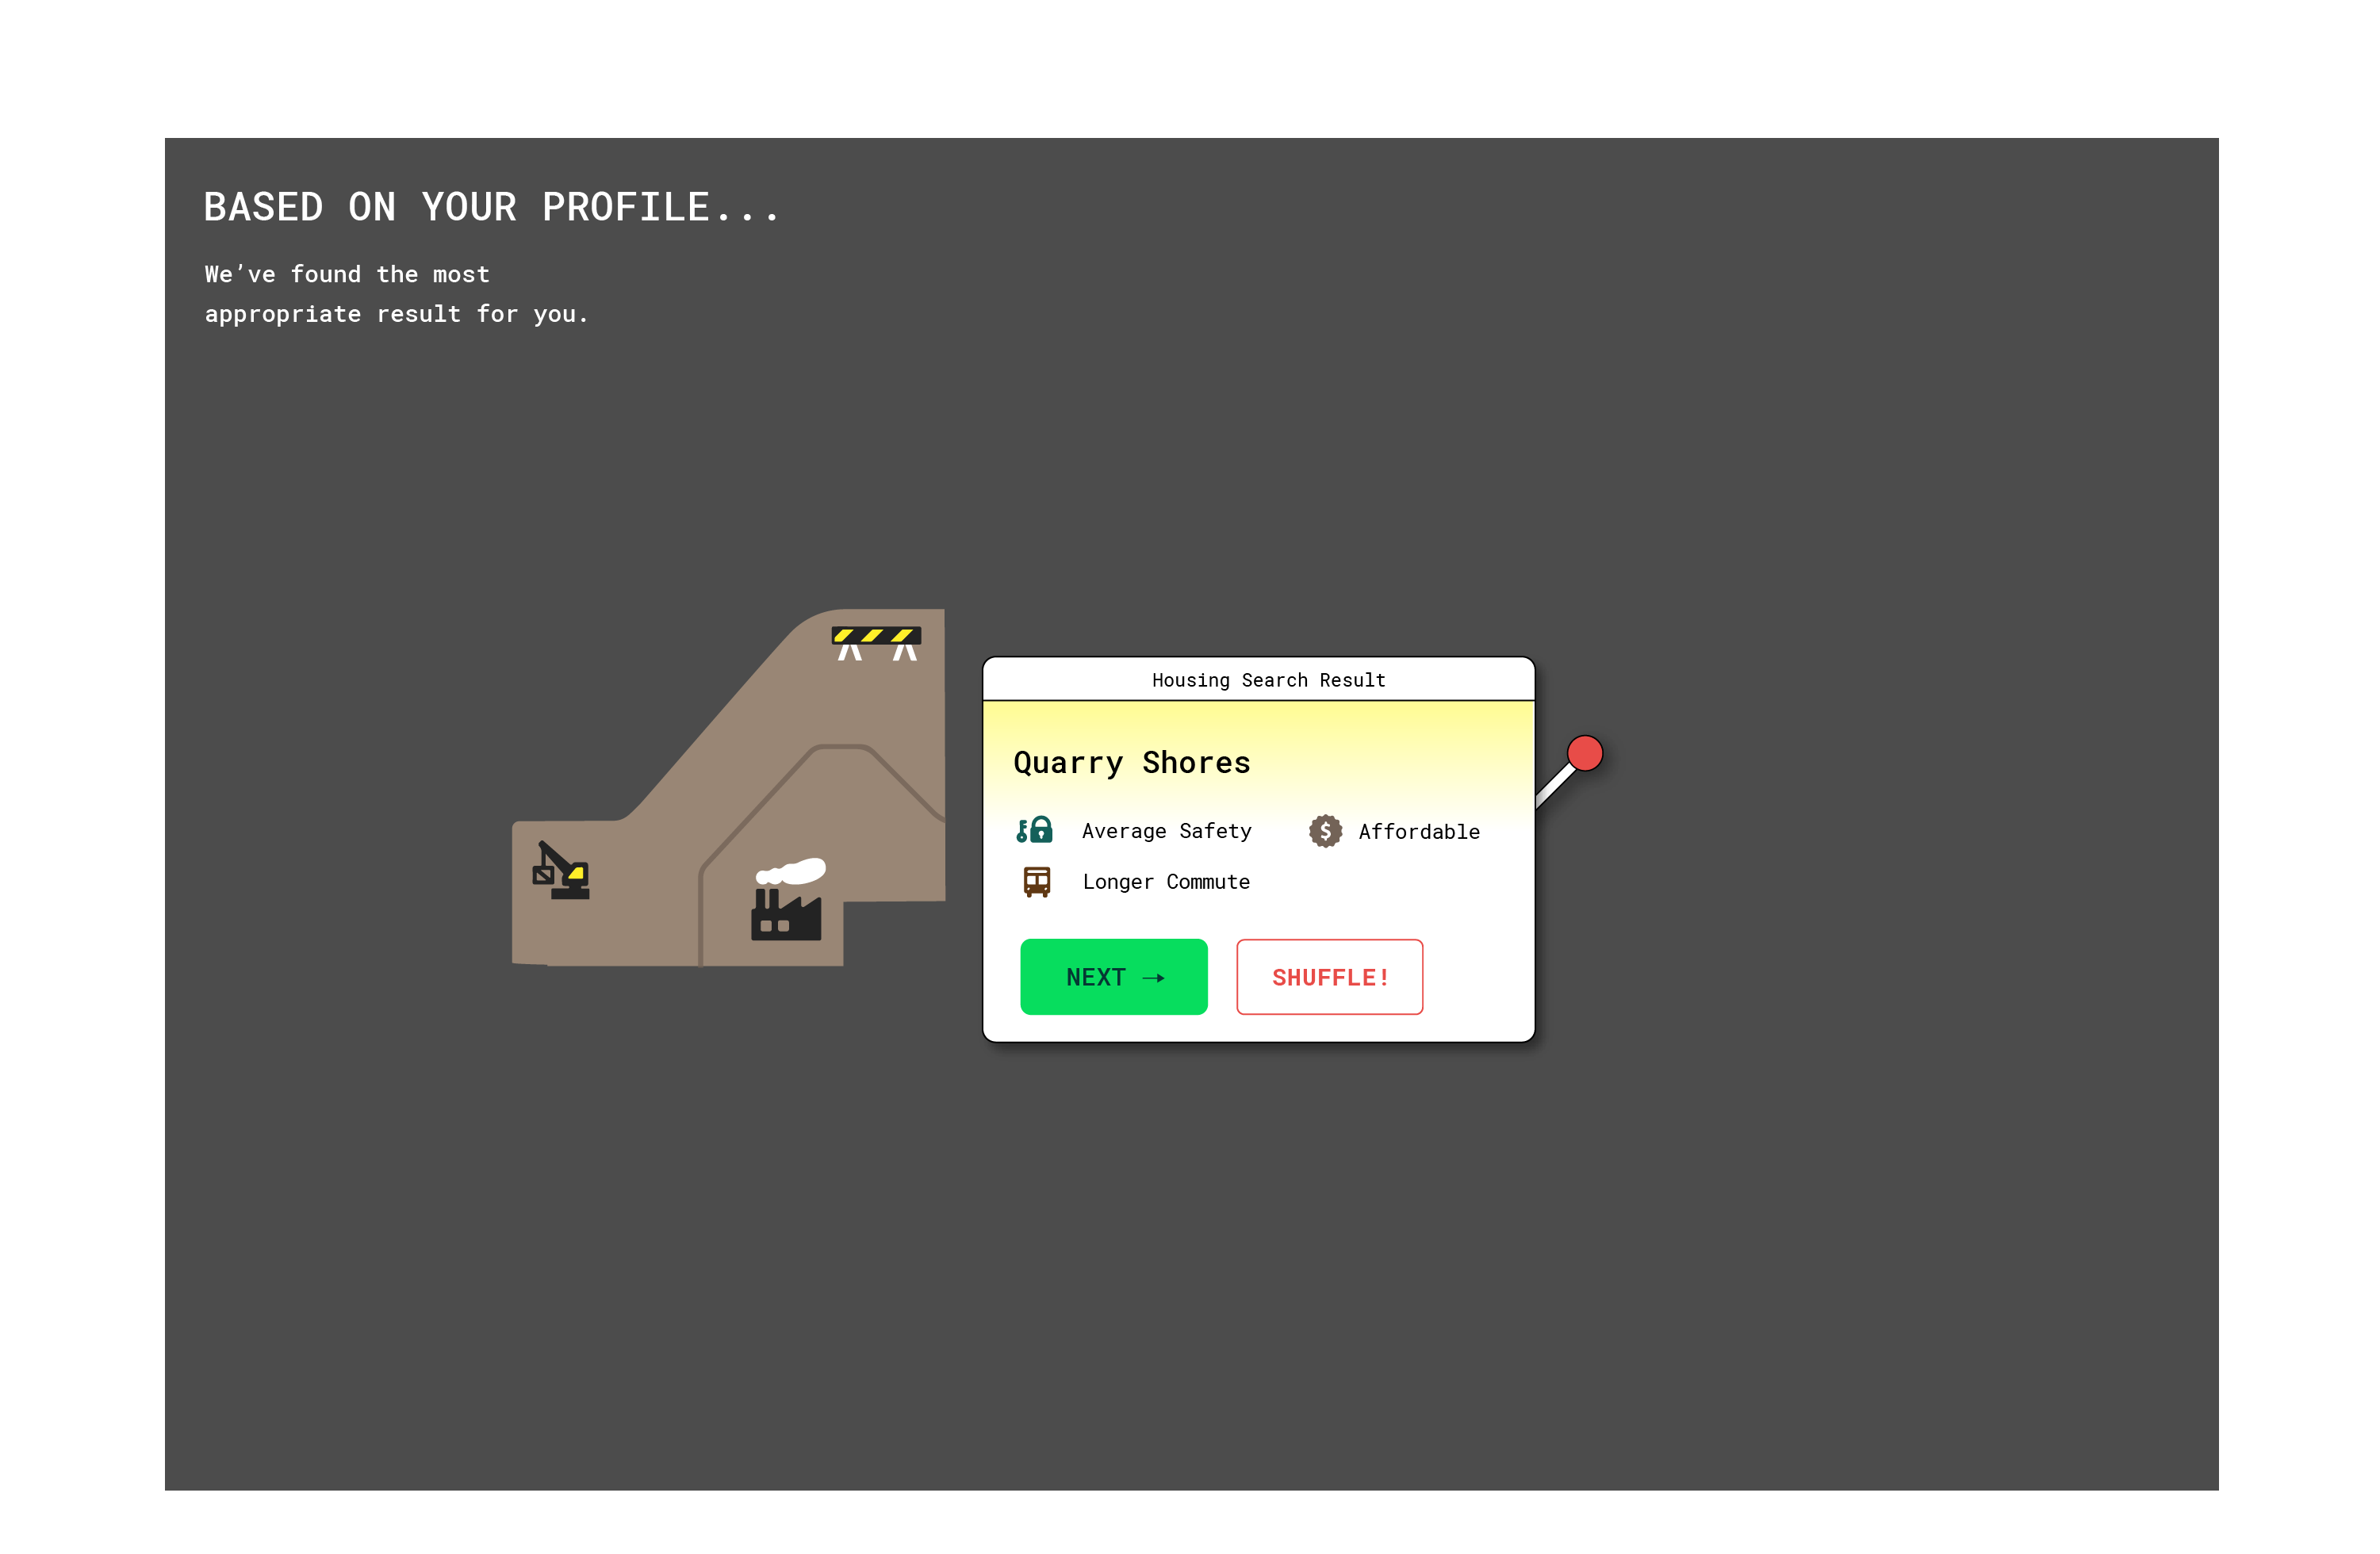 BASED ON YOUR PROFILE...
We’ve found the most
appropriate result for you.
Housing Search Result
Quarry Shores
Average Safety
$ Affordable
Longer Commute
NEXT →
SHUFFLE!